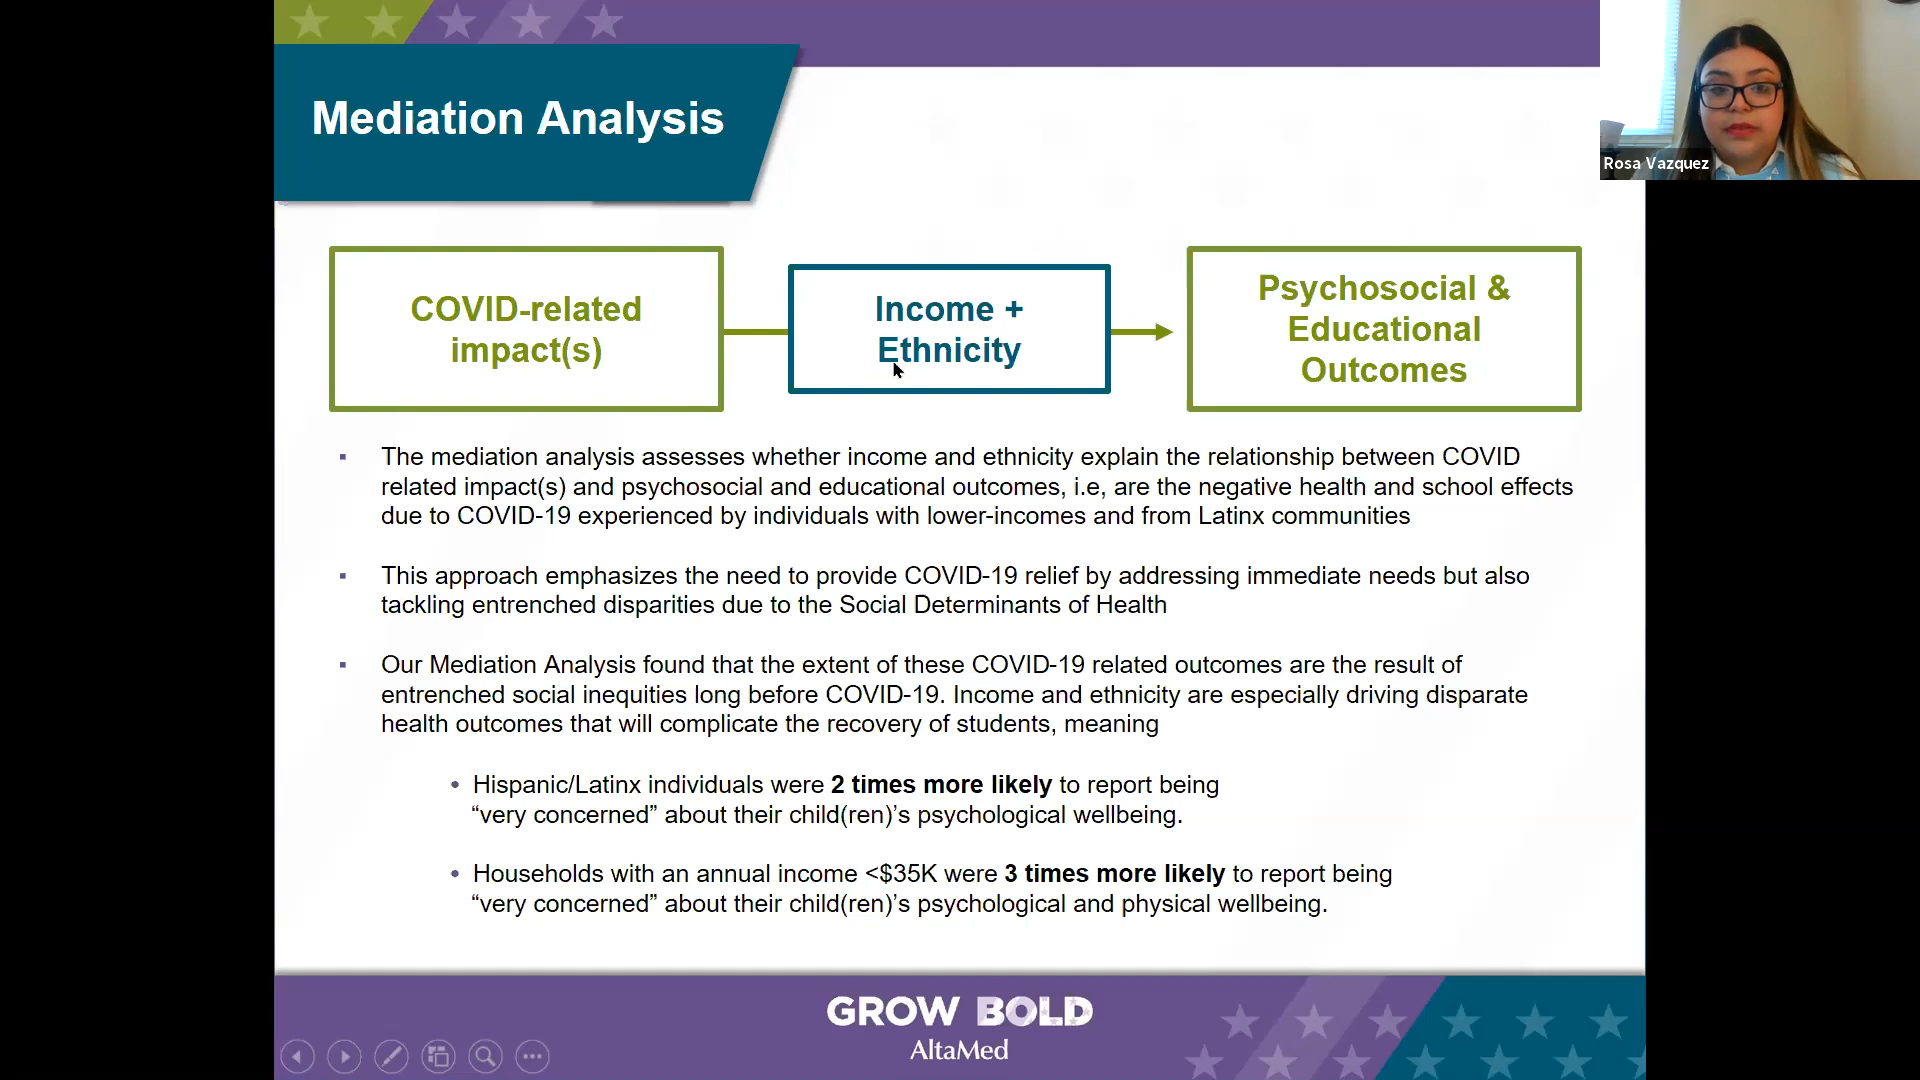 Mediation Analysis
Rosa Vazquez
COVID-related
impact(s)
Income +
Ethnicity
Psychosocial &
Educational
Outcomes
The mediation analysis assesses whether income and ethnicity explain the relationship between COVID
related impact(s) and psychosocial and educational outcomes, i.e, are the negative health and school effects
due to COVID-19 experienced by individuals with lower-incomes and from Latinx communities
This approach emphasizes the need to provide COVID-19 relief by addressing immediate needs but also
tackling entrenched disparities due to the Social Determinants of Health
Our Mediation Analysis found that the extent of these COVID-19 related outcomes are the result of
entrenched social inequities long before COVID-19. Income and ethnicity are especially driving disparate
health outcomes that will complicate the recovery of students, meaning
Hispanic/Latinx individuals were 2 times more likely to report being
“very concerned” about their child(ren)’s psychological wellbeing.
Households with an annual income <$35K were 3 times more likely to report being
“very concerned” about their child(ren)’s psychological and physical wellbeing.
GROW BOLD
AltaMed